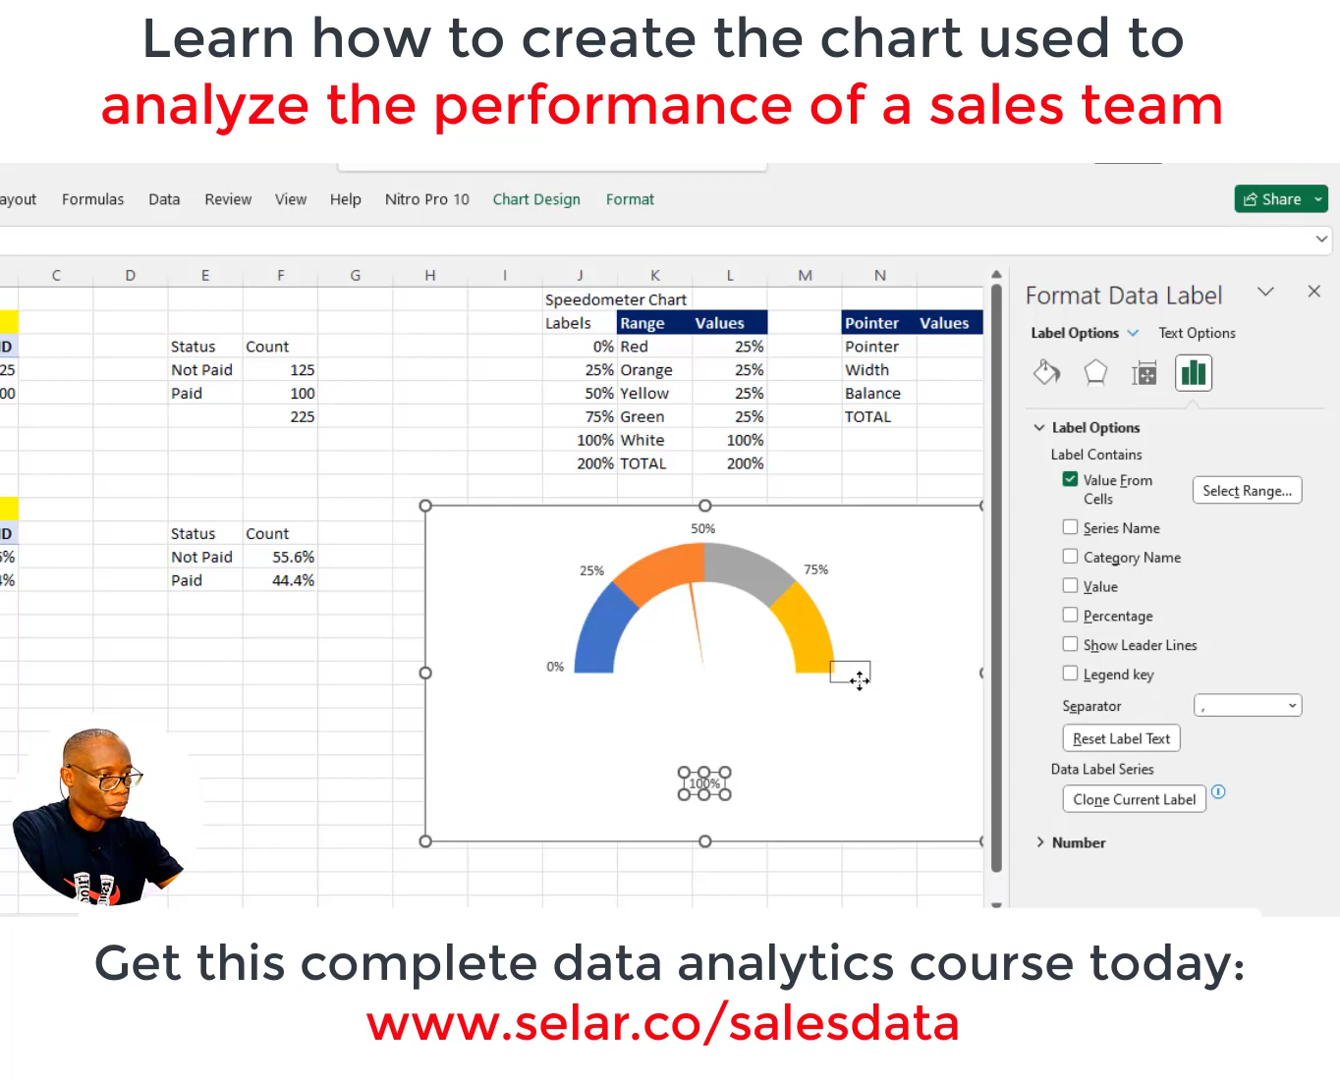 Learn how to create the chart used to
analyze the performance of a sales team
ayout Formulas Data Review View Help Nitro Pro 10 Chart Design Format Share
C D E F G H I J K L M N
Speedometer Chart
Labels Range Values Pointer Values
D Status Count 0% Red 25% Pointer
25 Not Paid 125 25% Orange 25% Width
00 Paid 100 50% Yellow 25% Balance
225 75% Green 25% TOTAL
100% White 100%
200% TOTAL 200%
D Status Count
6% Not Paid 55.6%
4% Paid 44.4%
50%
25% 75%
0%
100%
Format Data Label
Label Options Text Options
Label Options
Label Contains
Value From
Cells
Select Range...
Series Name
Category Name
Value
Percentage
Show Leader Lines
Legend key
Separator ,
Reset Label Text
Data Label Series
Clone Current Label
Number
Get this complete data analytics course today:
www.selar.co/salesdata